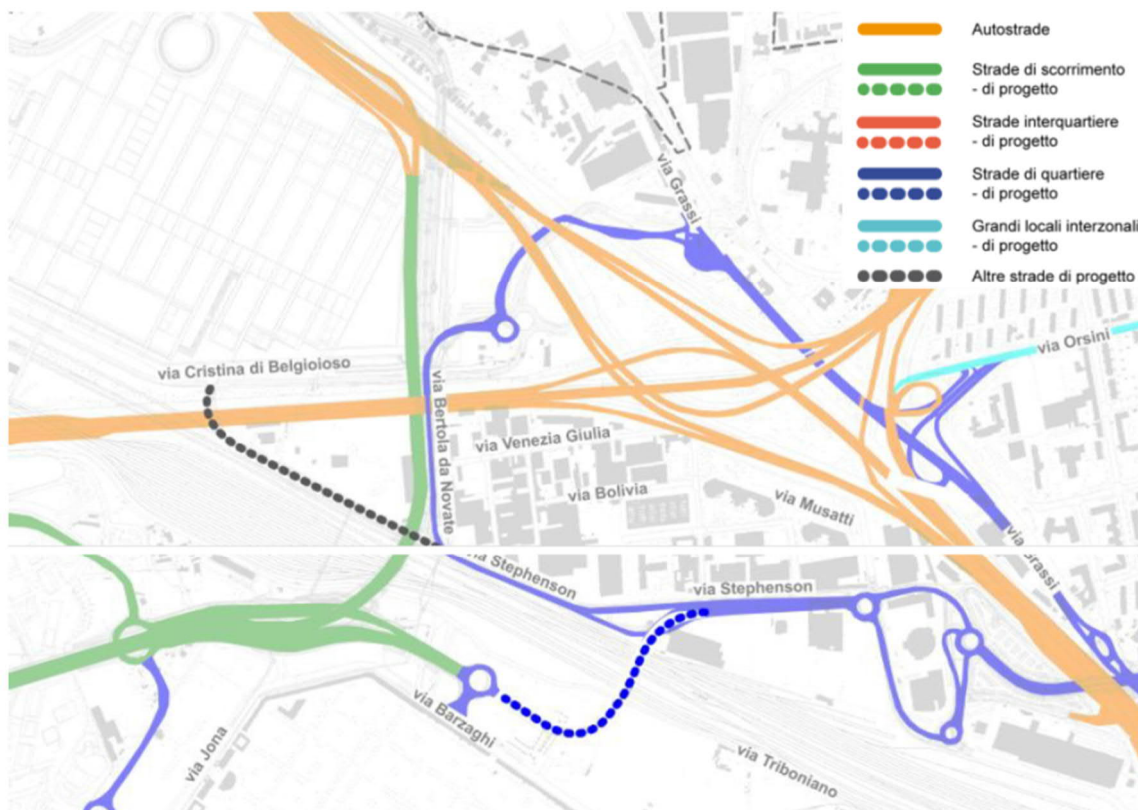 Autostrade
Strade di scorrimento
- di progetto
Strade interquartiere
- di progetto
Strade di quartiere
- di progetto
Grandi locali interzonali
- di progetto
Altre strade di progetto
via Grassi
via Orsini
via Cristina di Belgioioso
via Bertola da Novate
via Venezia Giulia
via Bolivia
via Musatti
via Grassi
via Stephenson
via Stephenson
via Barzaghi
via Jona
via Triboniano